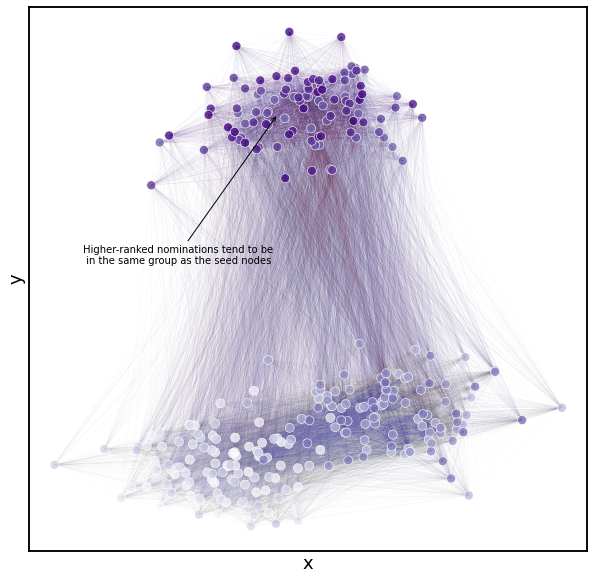 y
Higher-ranked nominations tend to be
in the same group as the seed nodes
x